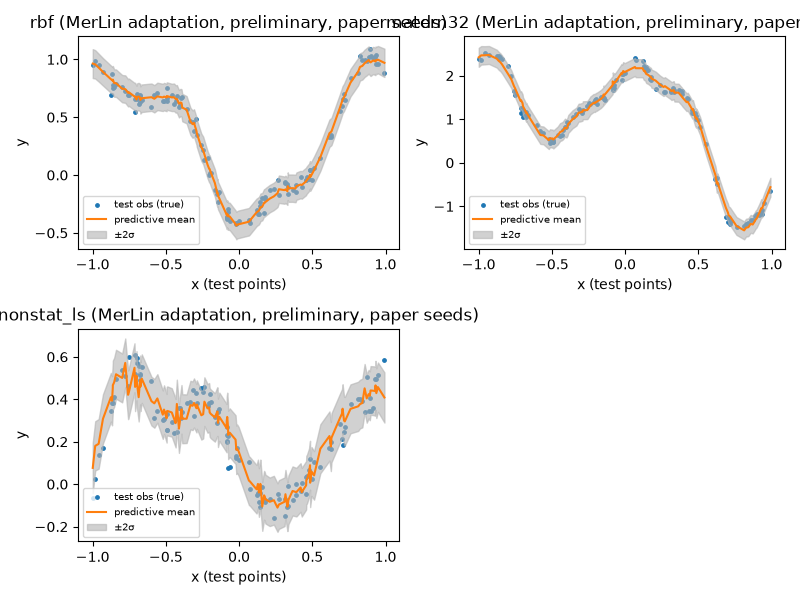 rbf (MerLin adaptation, preliminary, paper seeds)
32 (MerLin adaptation, preliminary, paper
1.0
0.5
0.0
−0.5
y
test obs (true)
predictive mean
±2σ
−1.0 −0.5 0.0 0.5 1.0
x (test points)
2
1
0
−1
y
test obs (true)
predictive mean
±2σ
−1.0 −0.5 0.0 0.5 1.0
x (test points)
nonstat_ls (MerLin adaptation, preliminary, paper seeds)
0.6
0.4
0.2
0.0
−0.2
y
test obs (true)
predictive mean
±2σ
−1.0 −0.5 0.0 0.5 1.0
x (test points)